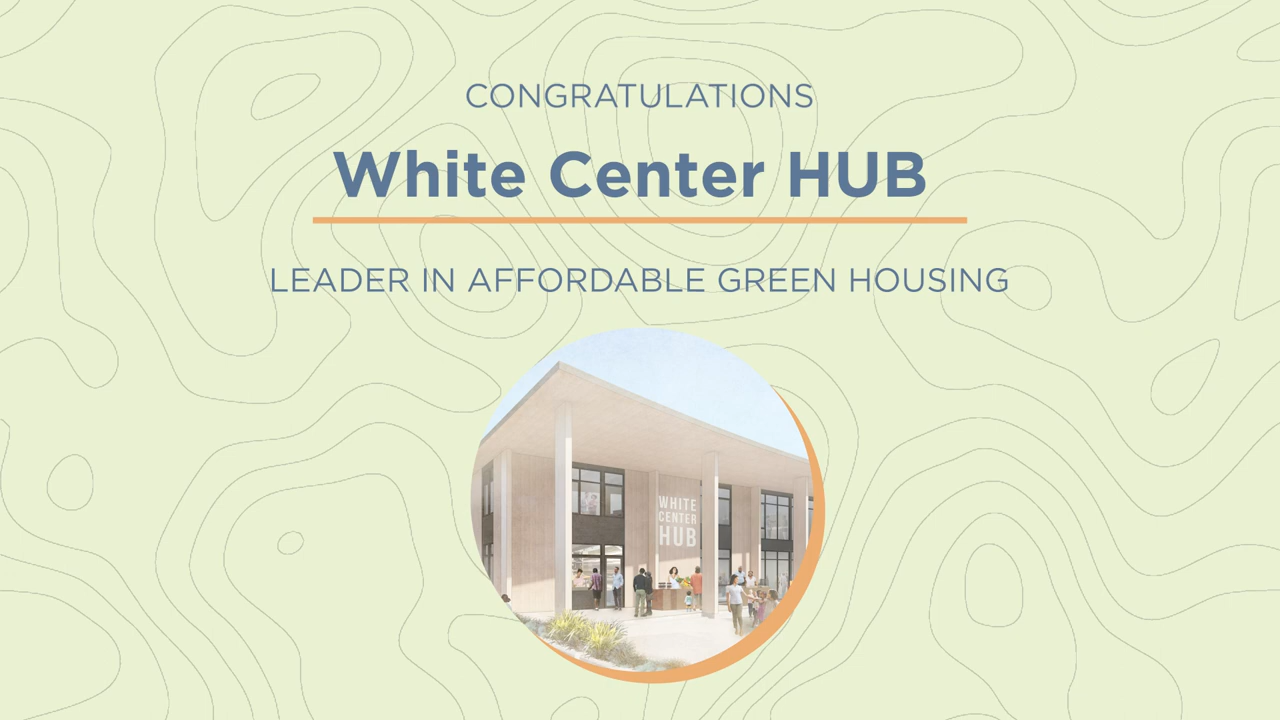 CONGRATULATIONS
White Center HUB
LEADER IN AFFORDABLE GREEN HOUSING
WHITE
CENTER
HUB